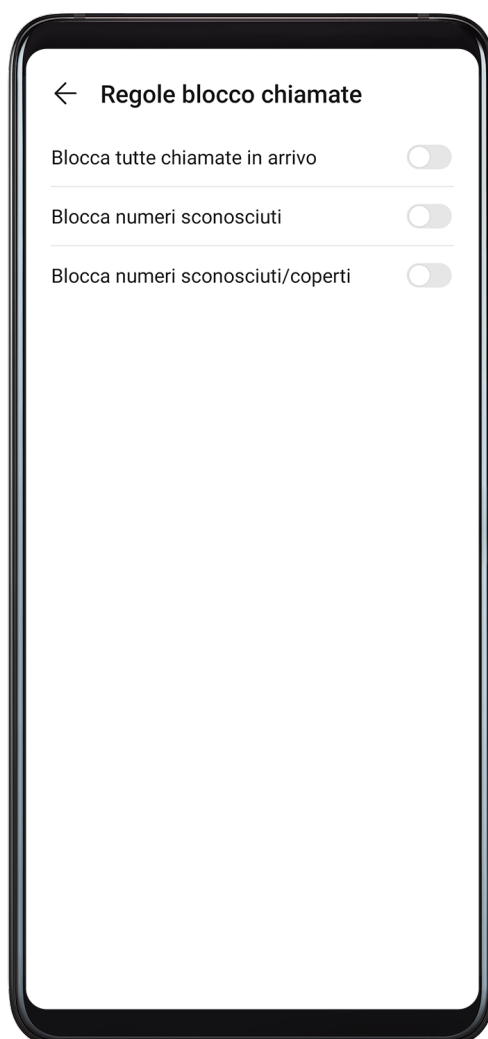 Regole blocco chiamate
Blocca tutte chiamate in arrivo
Blocca numeri sconosciuti
Blocca numeri sconosciuti/coperti